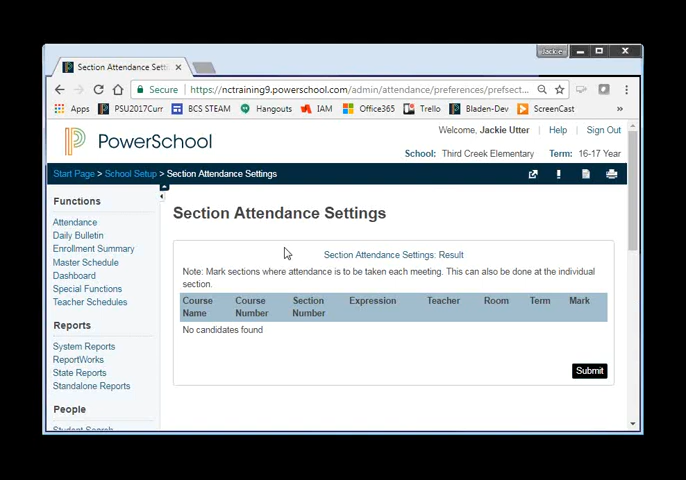 Jackie
Section Attendance Setti
Secure https://nctraining9.powerschool.com/admin/attendance/preferences/prefsect...
Apps PSU2017Curr BCS STEAM Hangouts IAM Office365 Trello Bladen-Dev ScreenCast »
PowerSchool
Welcome, Jackie Utter Help Sign Out
School: Third Creek Elementary Term: 16-17 Year
Start Page > School Setup > Section Attendance Settings
Functions
Attendance
Daily Bulletin
Enrollment Summary
Master Schedule
Dashboard
Special Functions
Teacher Schedules
Reports
System Reports
ReportWorks
State Reports
Standalone Reports
People
Student Search
Section Attendance Settings
Section Attendance Settings: Result
Note: Mark sections where attendance is to be taken each meeting. This can also be done at the individual
section.
Course Name Course Number Section Number Expression Teacher Room Term Mark
No candidates found
Submit